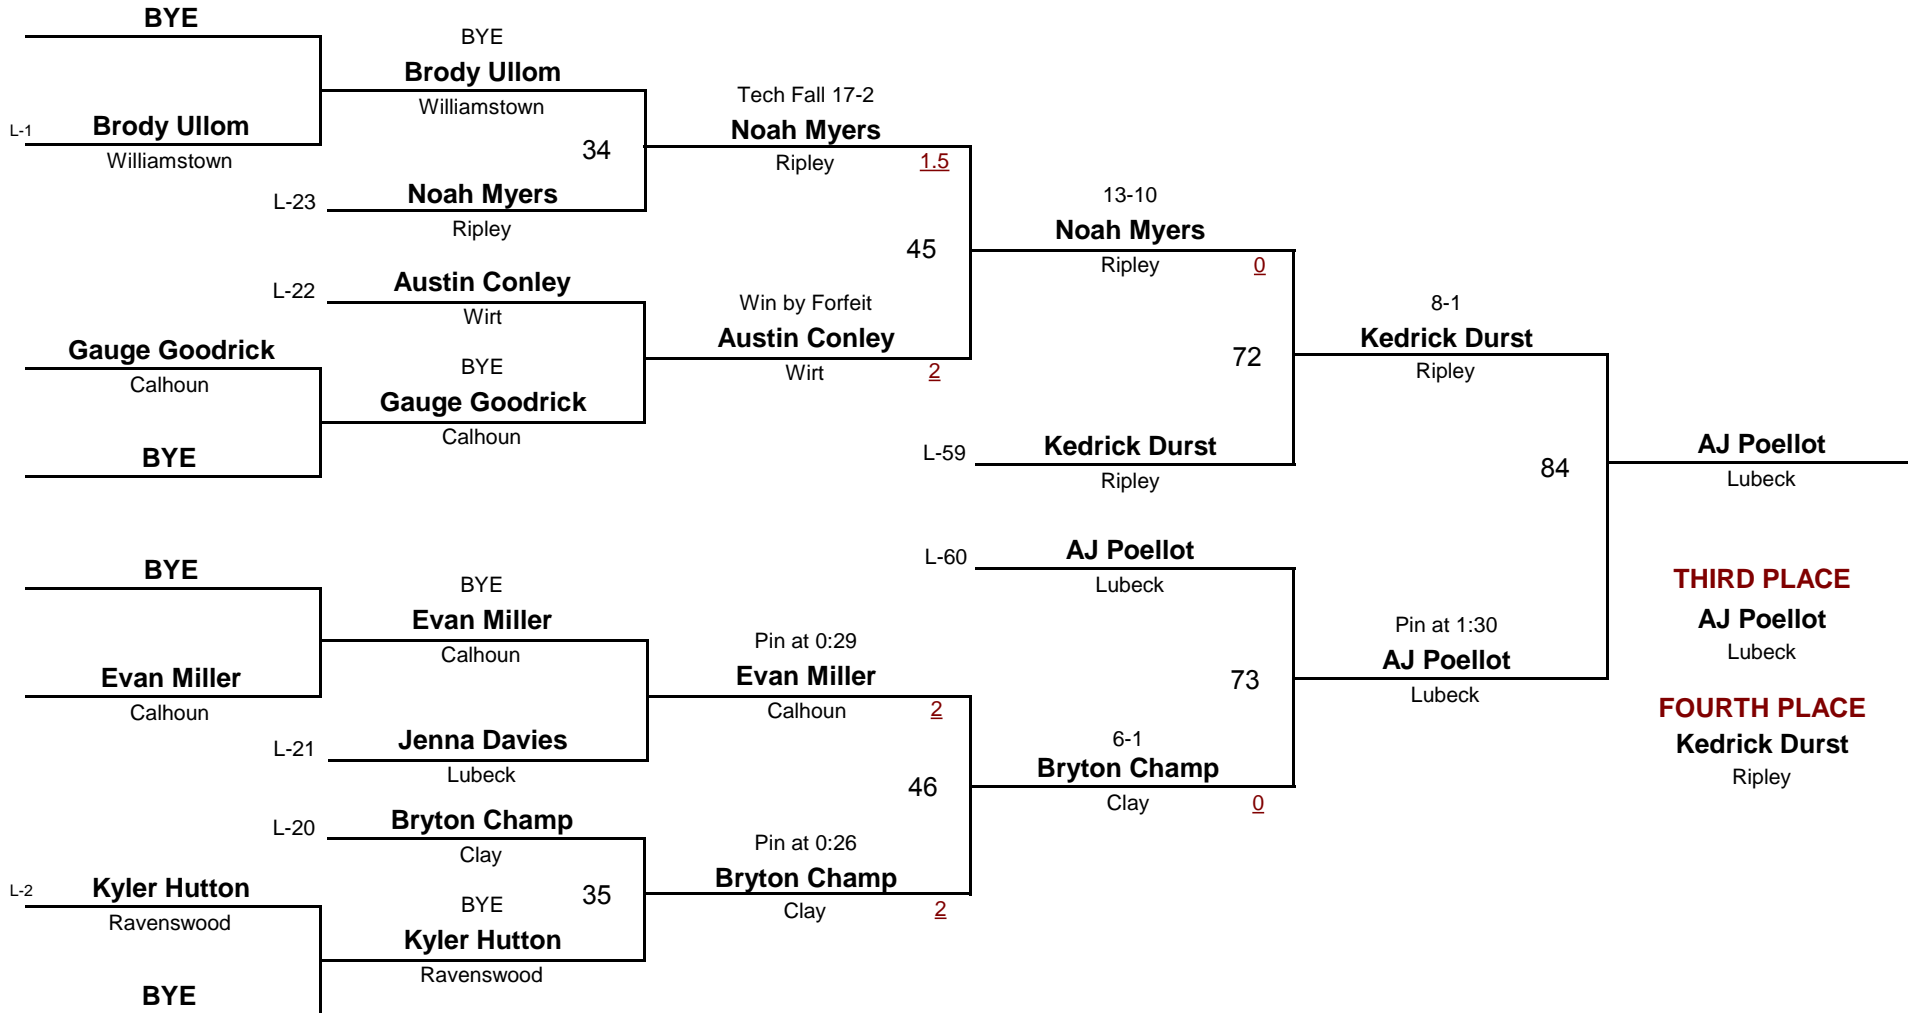 BYE
BYE
Brody Ullom
Williamstown
L-1
Brody Ullom
Williamstown
34
Tech Fall 17-2
Noah Myers
Ripley
1.5
L-23
Noah Myers
Ripley
45
13-10
Noah Myers
Ripley
0
L-22
Austin Conley
Wirt
Win by Forfeit
Austin Conley
Wirt
2
Gauge Goodrick
Calhoun
BYE
Gauge Goodrick
Calhoun
BYE
72
8-1
Kedrick Durst
Ripley
L-59
Kedrick Durst
Ripley
84
AJ Poellot
Lubeck
L-60
AJ Poellot
Lubeck
BYE
BYE
Evan Miller
Calhoun
Evan Miller
Calhoun
Pin at 0:29
Evan Miller
Calhoun
2
L-21
Jenna Davies
Lubeck
73
Pin at 1:30
AJ Poellot
Lubeck
THIRD PLACE
AJ Poellot
Lubeck
FOURTH PLACE
Kedrick Durst
Ripley
46
6-1
Bryton Champ
Clay
0
L-20
Bryton Champ
Clay
Pin at 0:26
Bryton Champ
Clay
2
L-2
Kyler Hutton
Ravenswood
35
BYE
Kyler Hutton
Ravenswood
BYE